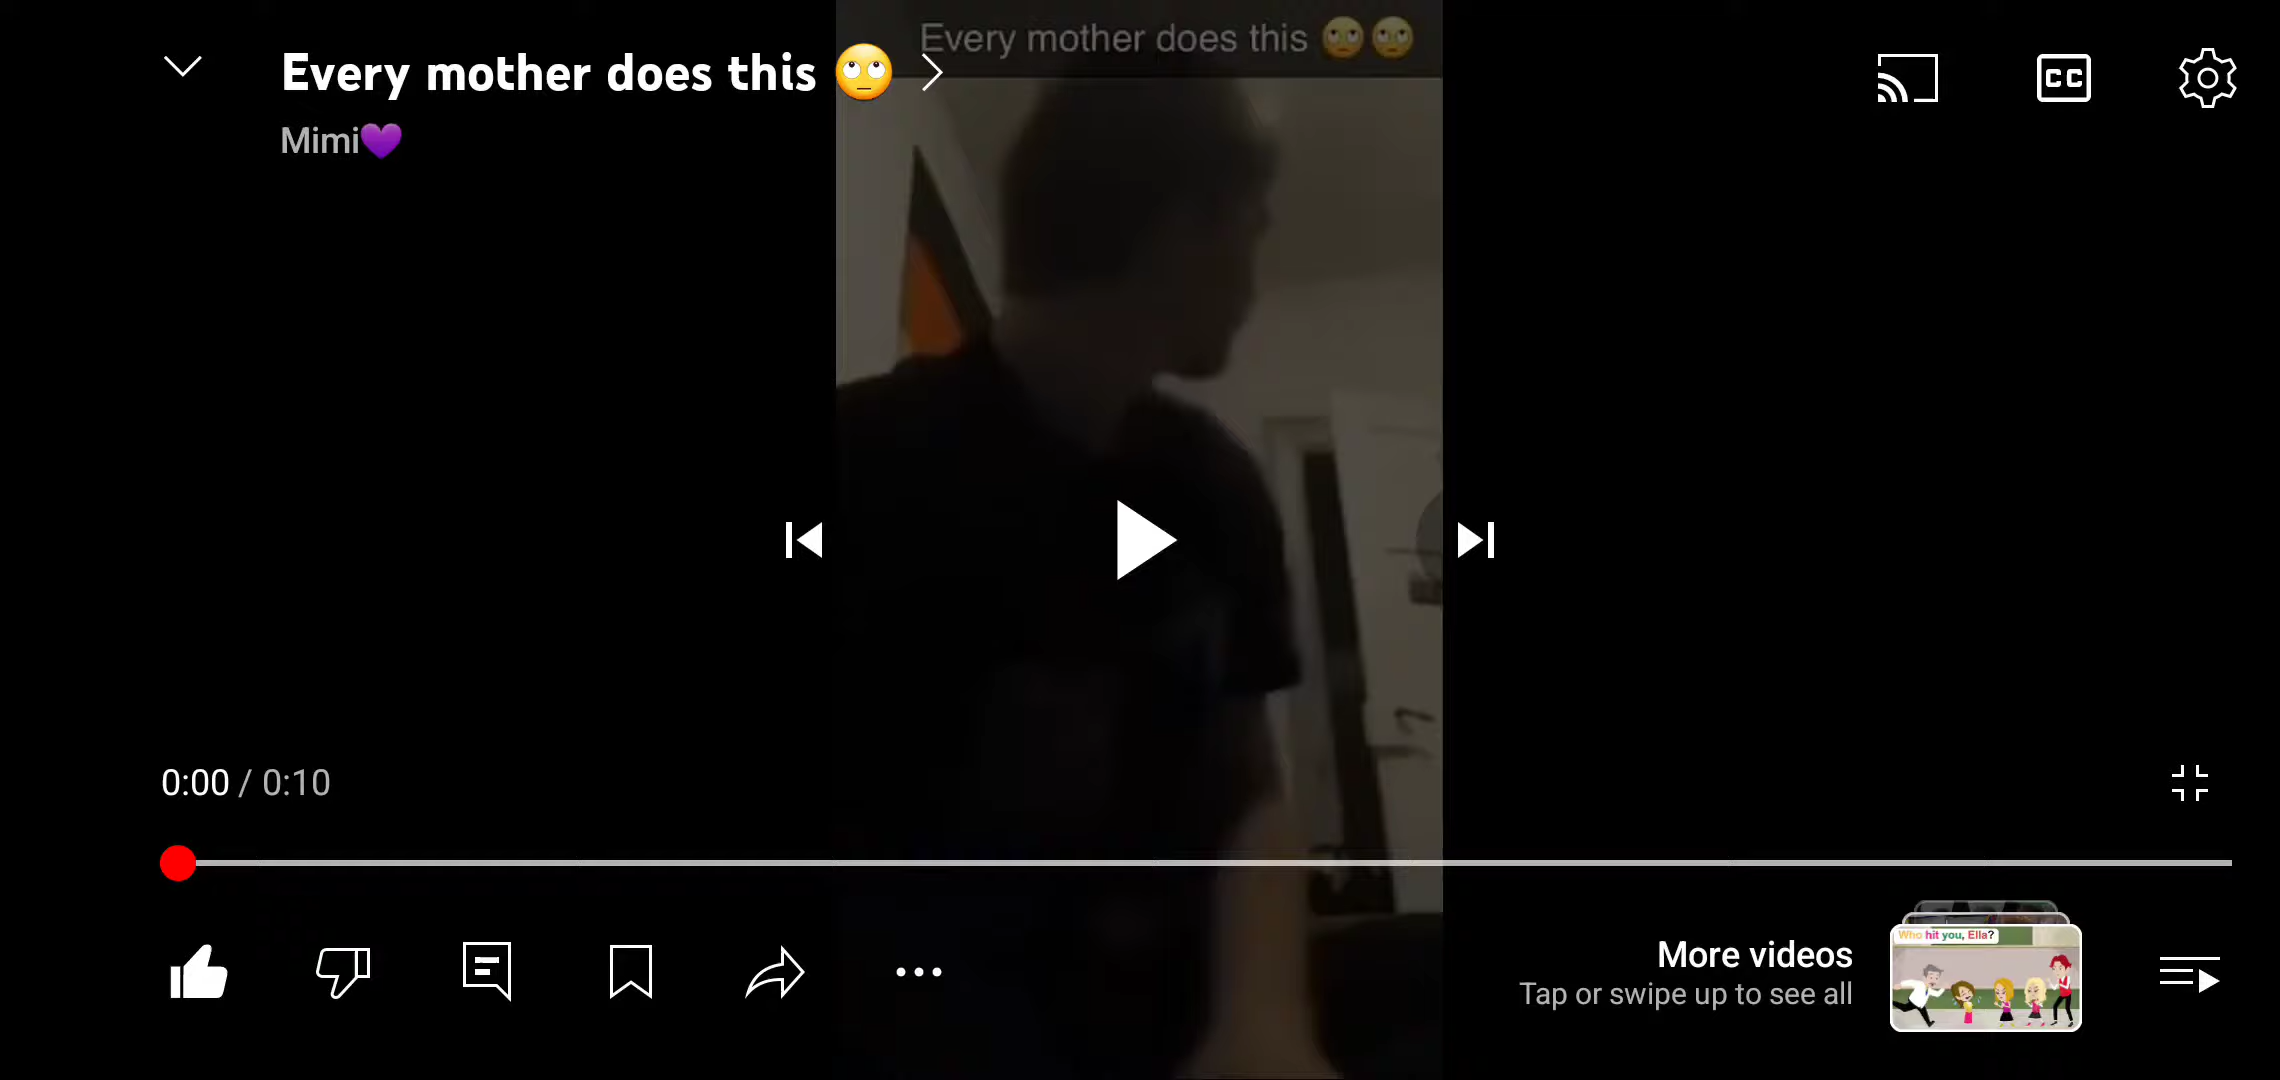 Every mother does this 🙄🙄
Every mother does this 🙄
Mimi💜
CC
0:00 / 0:10
More videos
Tap or swipe up to see all
Who hit you, Ella?